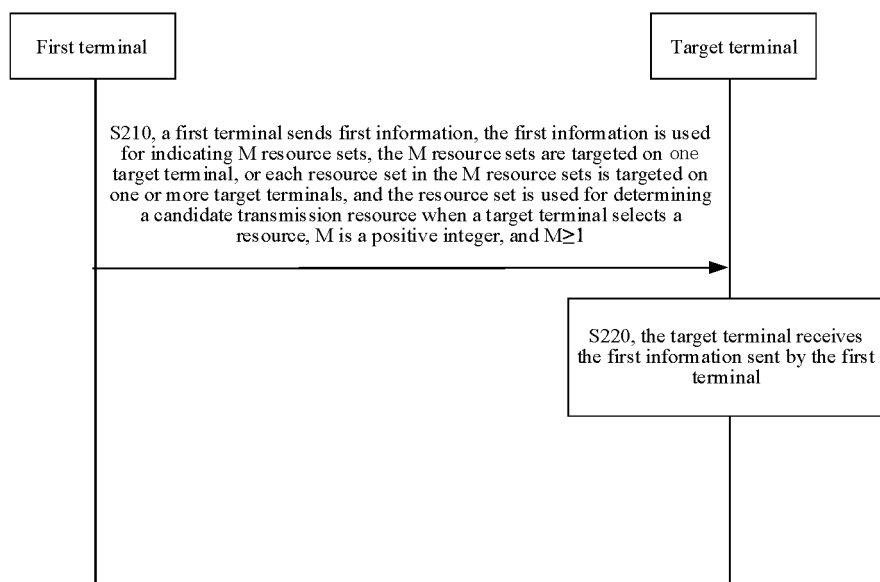 First terminal
Target terminal
S210, a first terminal sends first information, the first information is used
for indicating M resource sets, the M resource sets are targeted on one
target terminal, or each resource set in the M resource sets is targeted on
one or more target terminals, and the resource set is used for determining
a candidate transmission resource when a target terminal selects a
resource, M is a positive integer, and M≥1
S220, the target terminal receives
the first information sent by the first
terminal